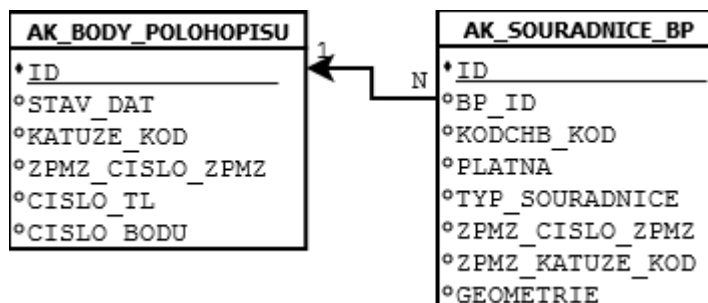 AK_BODY_POLOHOPISU
ID
STAV_DAT
KATUZE_KOD
ZPMZ_CISLO_ZPMZ
CISLO_TL
CISLO_BODU
1
N
AK_SOURADNICE_BP
ID
BP_ID
KODCHB_KOD
PLATNA
TYP_SOURADNICE
ZPMZ_CISLO_ZPMZ
ZPMZ_KATUZE_KOD
GEOMETRIE